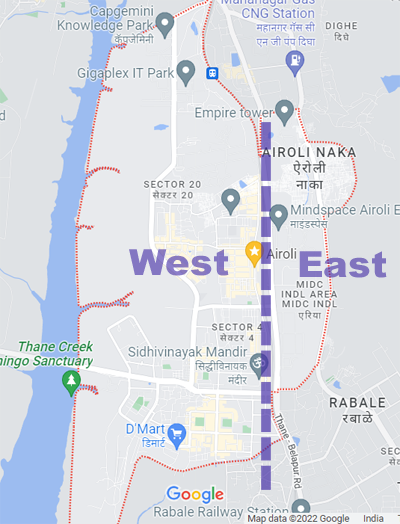 Capgemini
Knowledge Park
कॅपजेमिनी
Mahanagar Gas
CNG Station
महानगर गॅस सी
एन जी पंप दिघा
DIGHE
दिघे
Gigaplex IT Park
Empire tower
AIROLI NAKA
ऐरोली
नाका
SECTOR 20
सेक्टर 20
Mindspace Airoli E
माइंडस्पेस
West
Airoli
East
MIDC
INDL AREA
MIDC INDL
एरिया
SECTOR 4
सेक्टर 4
Thane Creek
mingo Sanctuary
Sidhivinayak Mandir
सिद्धीविनायक
मंदीर
RABALE
रबाळे
D'Mart
डिमार्ट
Thane - Belapur Rd
Google
Rabale Railway Station
Map data ©2022 Google
India